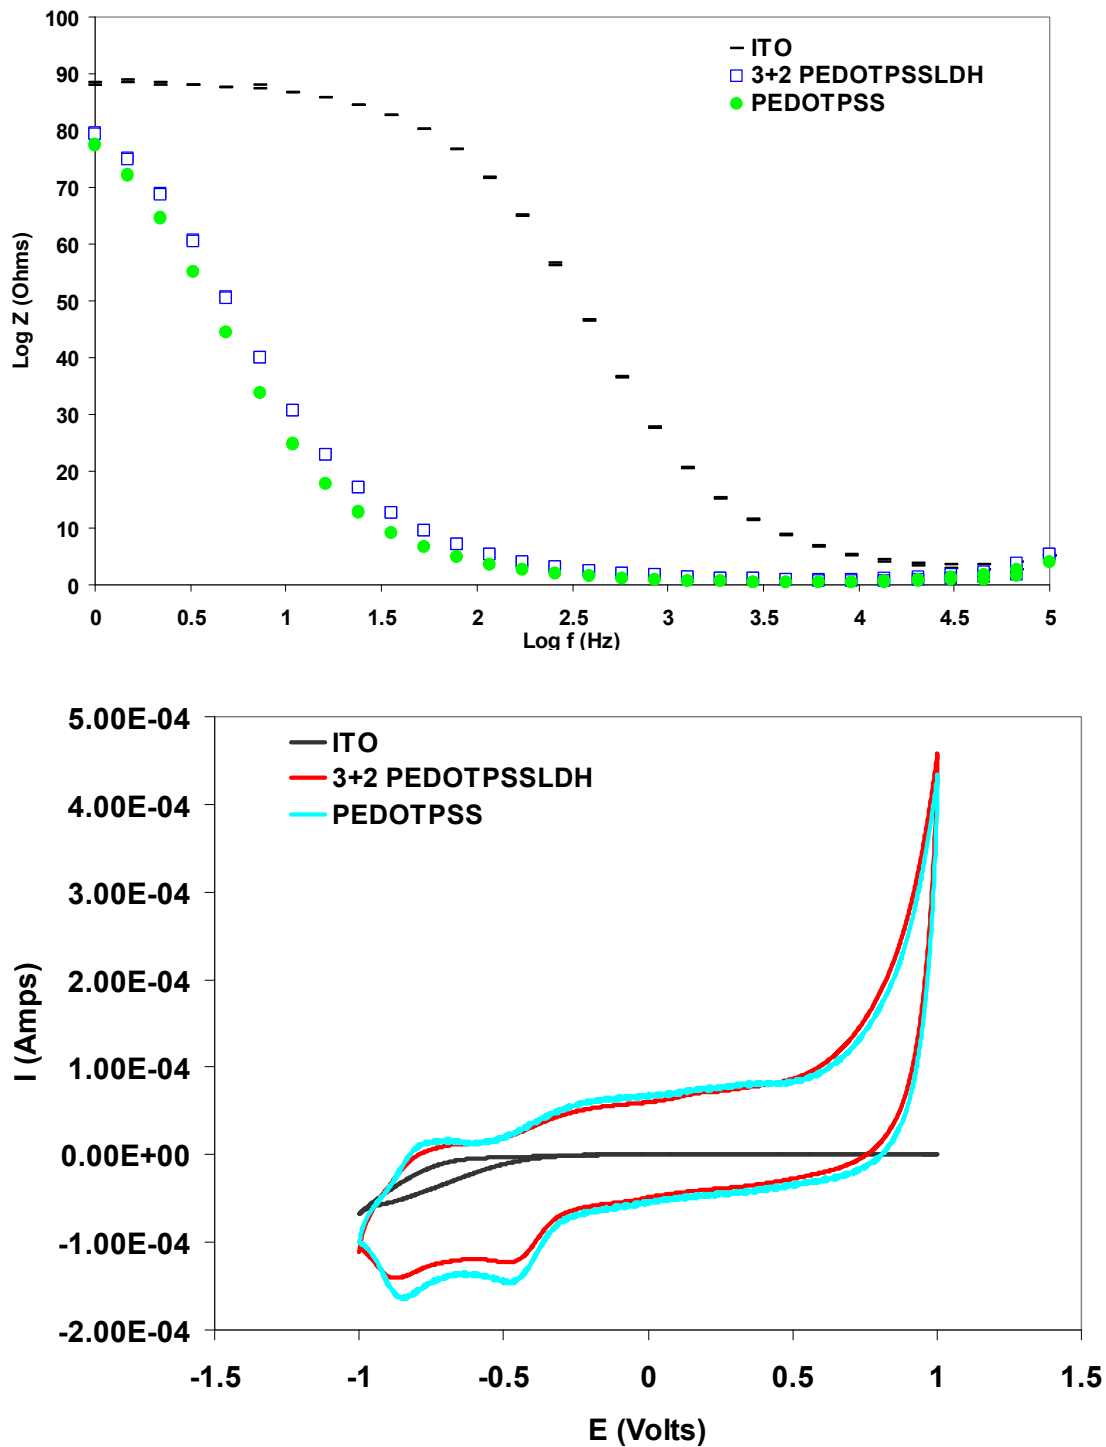 100
90
80
70
60
50
40
30
20
10
0
Log Z (Ohms)
ITO
3+2 PEDOTPSSLDH
PEDOTPSS
0 0.5 1 1.5 2 2.5 3 3.5 4 4.5 5
Log f (Hz)
5.00E-04
4.00E-04
3.00E-04
2.00E-04
1.00E-04
0.00E+00
-1.00E-04
-2.00E-04
I (Amps)
ITO
3+2 PEDOTPSSLDH
PEDOTPSS
-1.5 -1 -0.5 0 0.5 1 1.5
E (Volts)